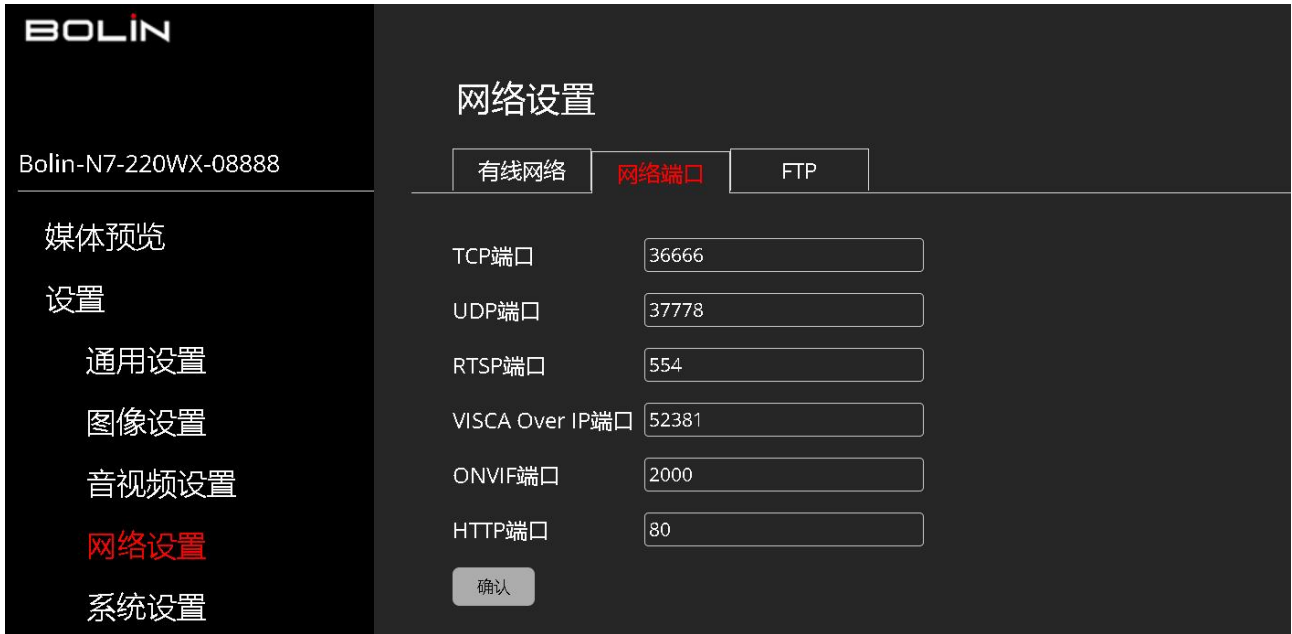 BOLIN
Bolin-N7-220WX-08888
媒体预览
设置
通用设置
图像设置
音视频设置
网络设置
系统设置
网络设置
有线网络 网络端口 FTP
TCP端口 36666
UDP端口 37778
RTSP端口 554
VISCA Over IP端口 52381
ONVIF端口 2000
HTTP端口 80
确认